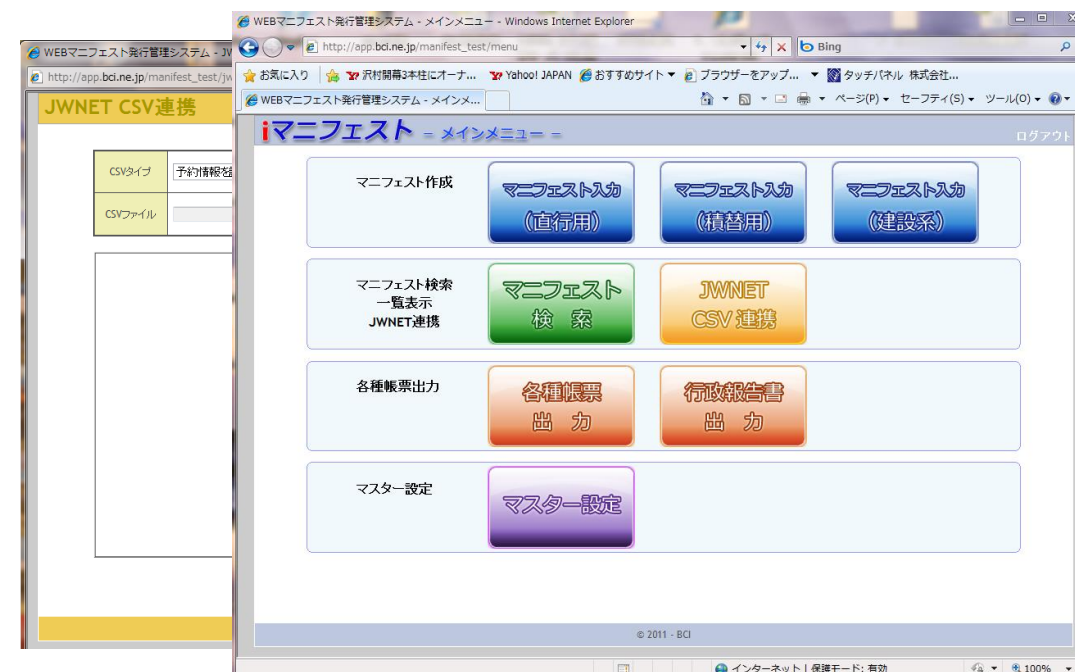 WEBマニフェスト発行管理システム - JW
http://app.bci.ne.jp/manifest_test/jw
JWNET CSV連携
CSVタイプ
予約情報を
CSVファイル
WEBマニフェスト発行管理システム - メインメニュー - Windows Internet Explorer
http://app.bci.ne.jp/manifest_test/menu
Bing
お気に入り 沢村開幕3本柱にオーナ... Yahoo! JAPAN おすすめサイト ブラウザーをアップ... タッチパネル 株式会社...
WEBマニフェスト発行管理システム - メインメ... ページ(P) セーフティ(S) ツール(O)
iマニフェスト - メインメニュー -
ログアウト
マニフェスト作成
マニフェスト入力
(直行用)
マニフェスト入力
(積替用)
マニフェスト入力
(建設系)
マニフェスト検索
一覧表示
JWNET連携
マニフェスト
検 索
JWNET
CSV 連携
各種帳票出力
各種帳票
出 力
行政報告書
出 力
マスター設定
マスター設定
© 2011 - BCI
インターネット | 保護モード: 有効
100%